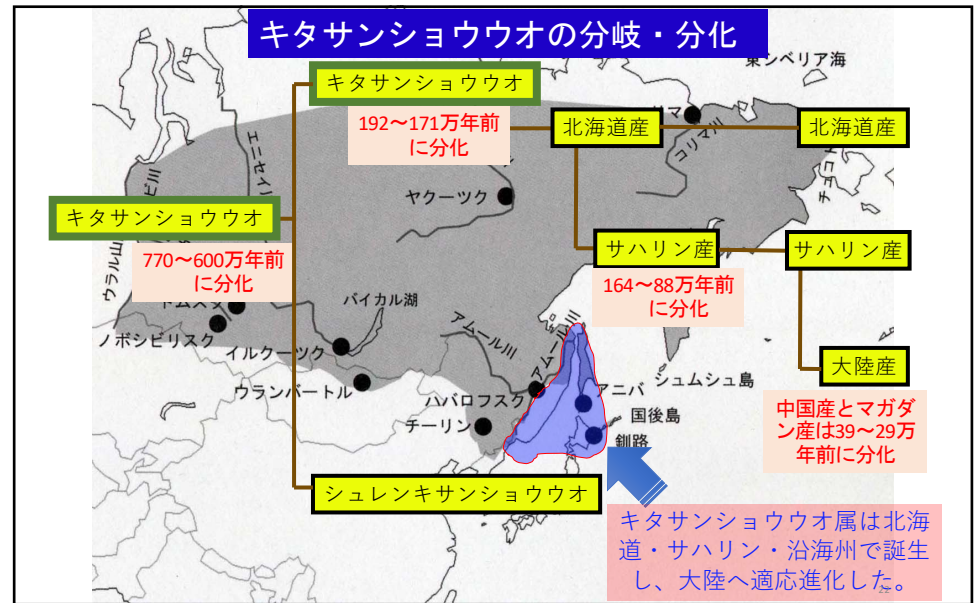 キタサンショウウオの分岐・分化
東シベリア海
キタサンショウウオ
192～171万年前
に分化
北海道産
北海道産
コリマ川
エニセイ
ヤクーツク
キタサンショウウオ
770～600万年前
に分化
サハリン産
サハリン産
164～88万年前
に分化
ウラル山
トムスク
ノボシビリスク
バイカル湖
イルクーツク
ウランバートル
アムール川
アムール川
ハバロフスク
チーリン
アニバ
シュムシュ島
国後島
釧路
大陸産
中国産とマガダ
ン産は39～29万
年前に分化
シュレンキサンショウウオ
キタサンショウウオ属は北海
道・サハリン・沿海州で誕生
し、大陸へ適応進化した。
22